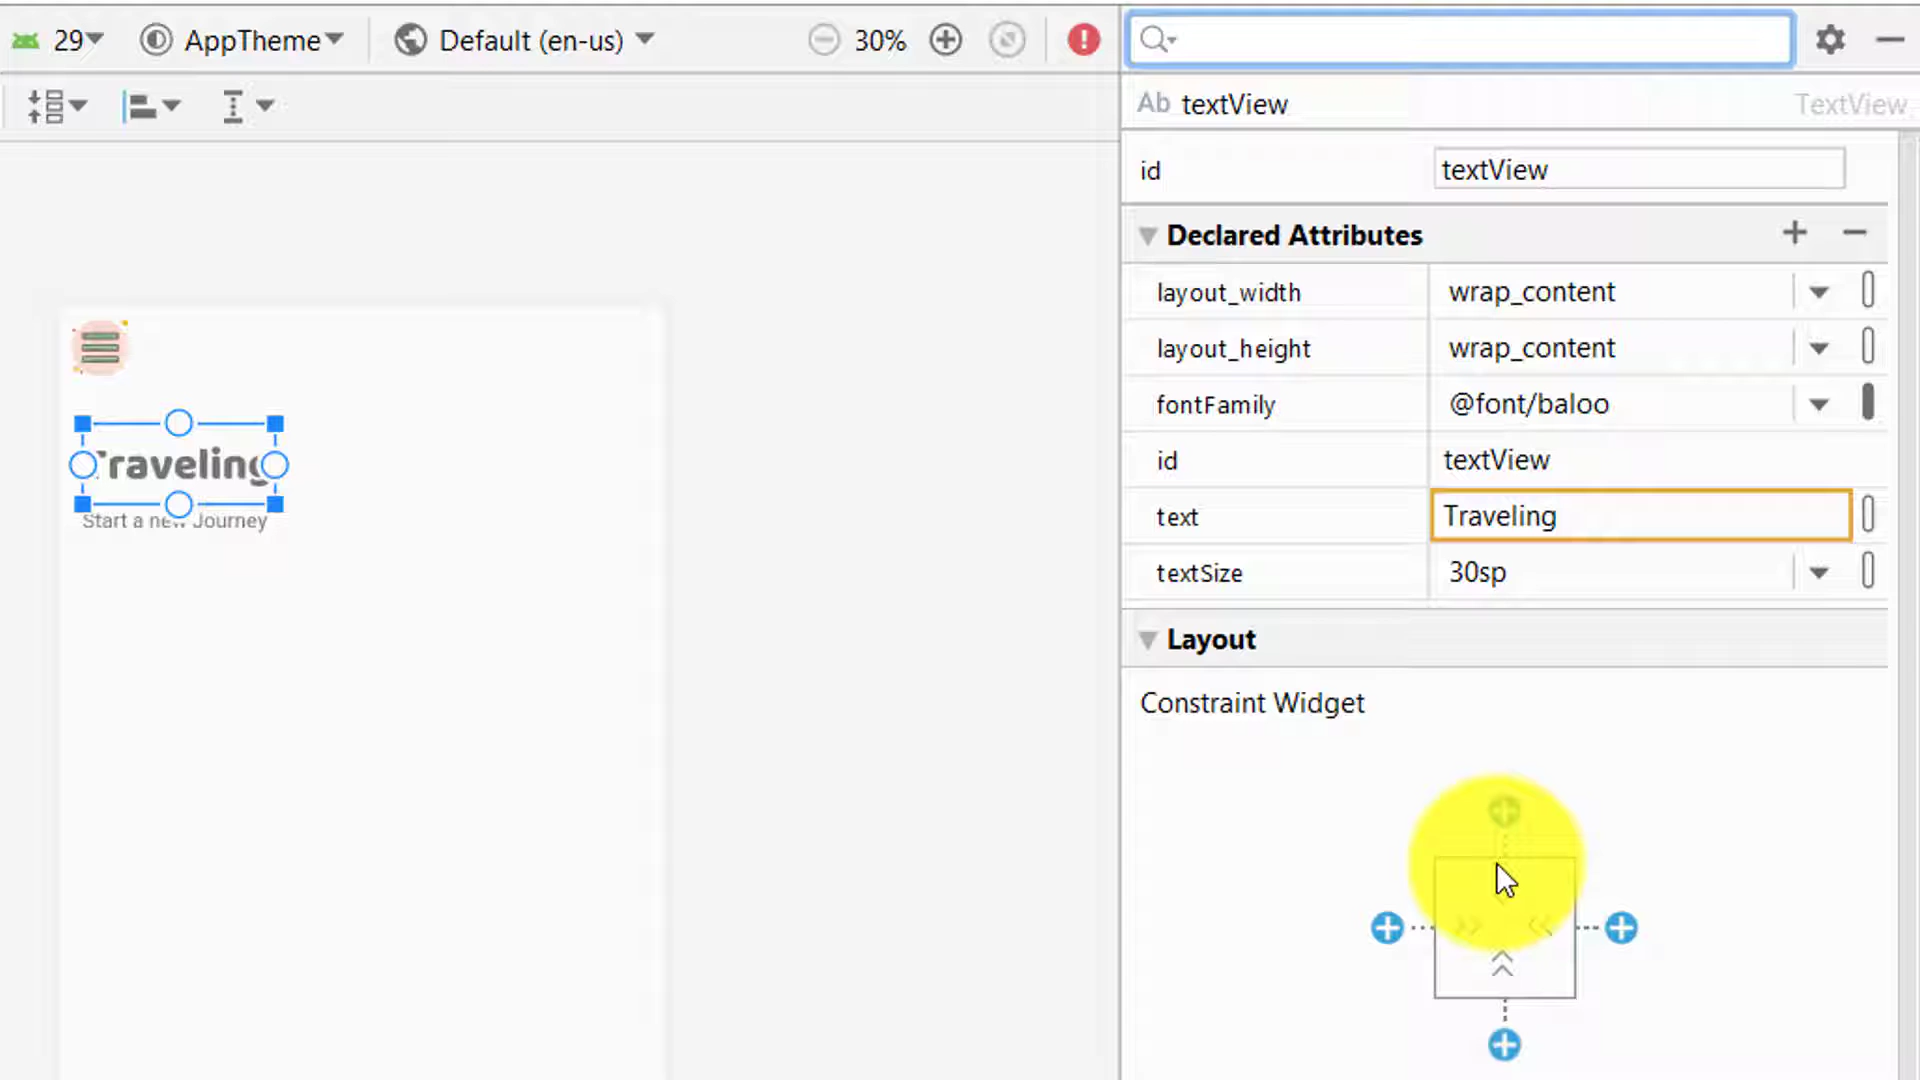 29 AppTheme Default (en-us) 30%
Ab textView TextView
id textView
Declared Attributes
layout_width wrap_content
layout_height wrap_content
fontFamily @font/baloo
id textView
text Traveling
textSize 30sp
Layout
Constraint Widget
Traveling
Start a new Journey